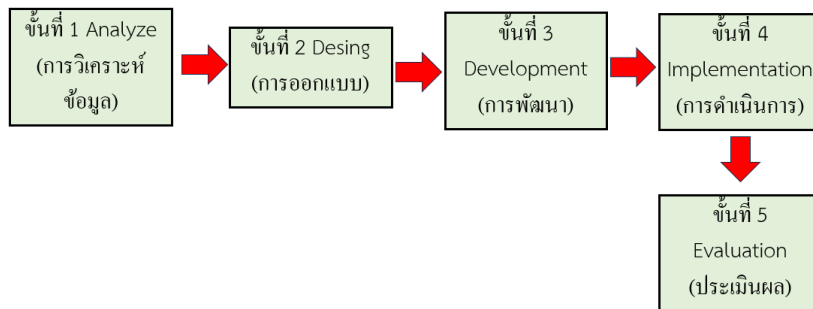 ขั้นที่ 1 Analyze
(การวิเคราะห์
ข้อมูล)
ขั้นที่ 2 Desing
(การออกแบบ)
ขั้นที่ 3
Development
(การพัฒนา)
ขั้นที่ 4
Implementation
(การดำเนินการ)
ขั้นที่ 5
Evaluation
(ประเมินผล)